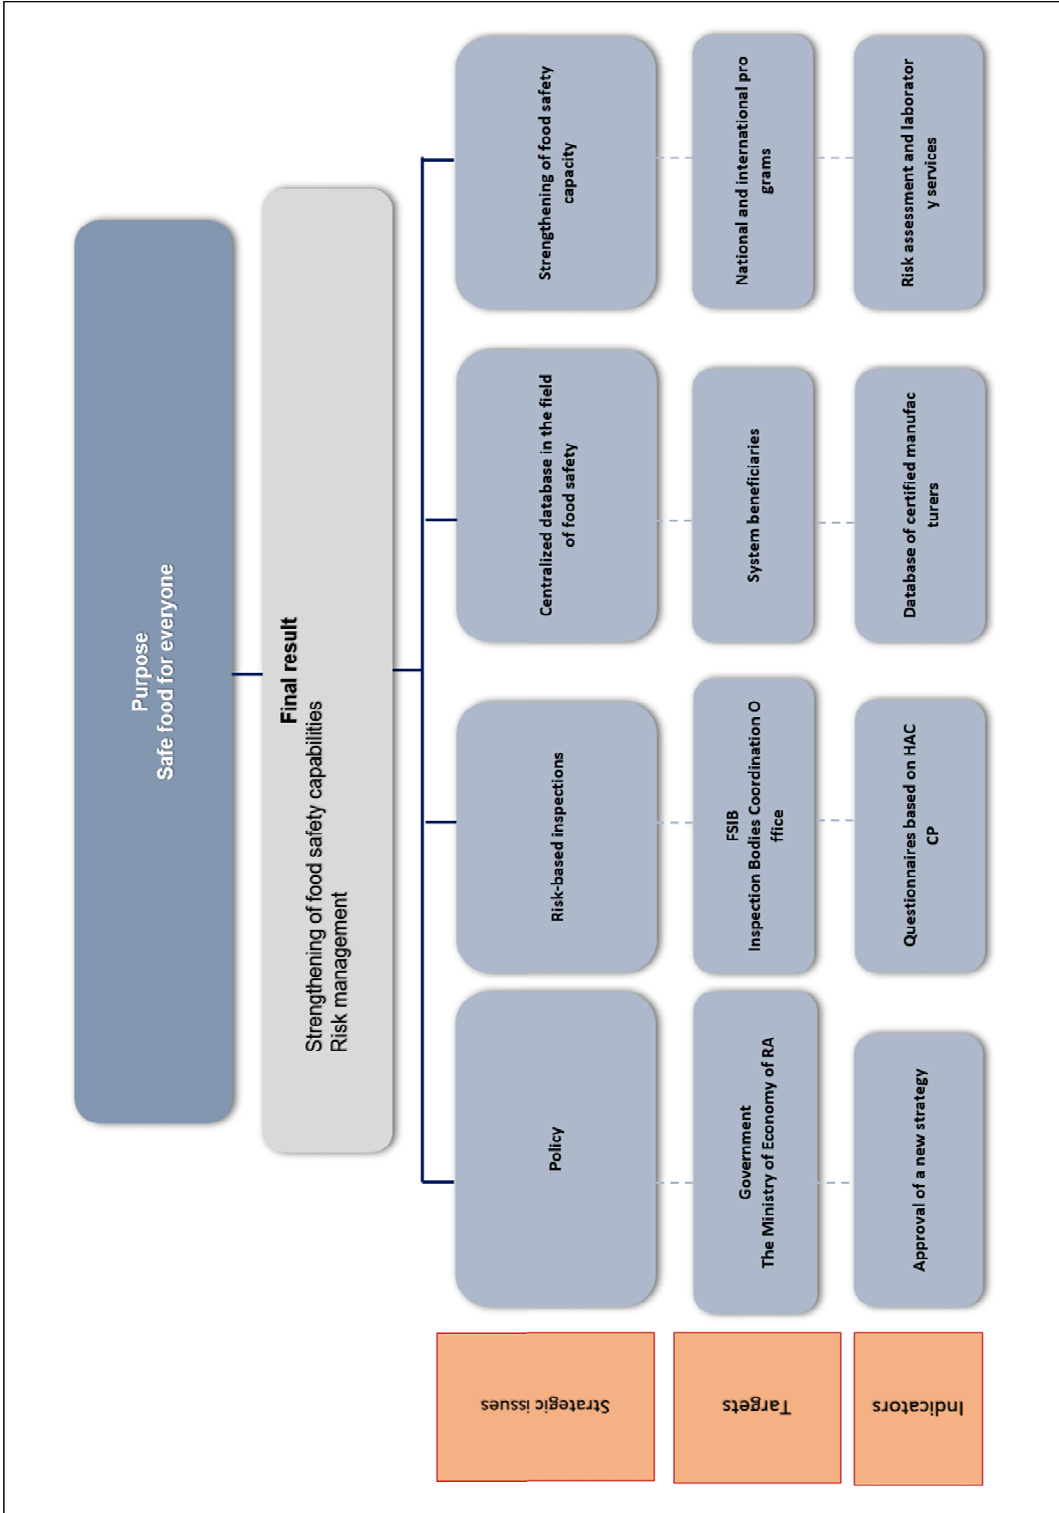 Purpose
Safe food for everyone
Final result
Strengthening of food safety capabilities
Risk management
Strategic issues
Policy
Risk-based inspections
Centralized database in the field
of food safety
Strengthening of food safety
capacity
Targets
Government
The Ministry of Economy of RA
FSIB
Inspection Bodies Coordination O
ffice
System beneficiaries
National and international pro
grams
Indicators
Approval of a new strategy
Questionnaires based on HAC
CP
Database of certified manufac
turers
Risk assessment and laborator
y services